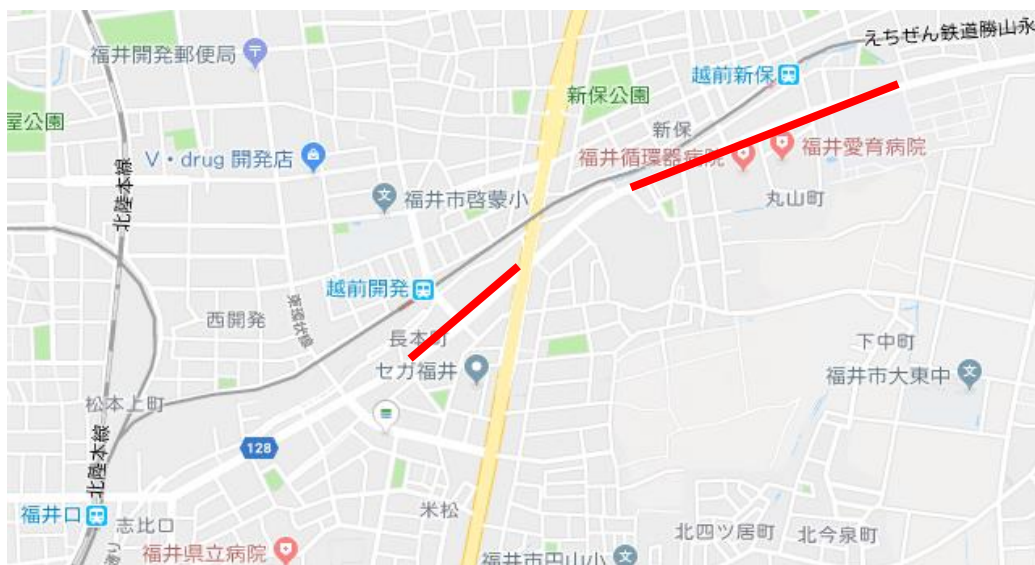 えちぜん鉄道勝山永
福井開発郵便局
越前新保
新保公園
屋公園
新保
V・drug 開発店
福井循環器病院
福井愛育病院
北陸本線
福井市啓蒙小
丸山町
越前開発
西開発
東環状線
長本町
下中町
セガ福井
福井市大東中
松本上町
128
北陸本線
福井口
志比口
米松
北四ツ居町
北今泉町
福井県立病院
福井市円山小